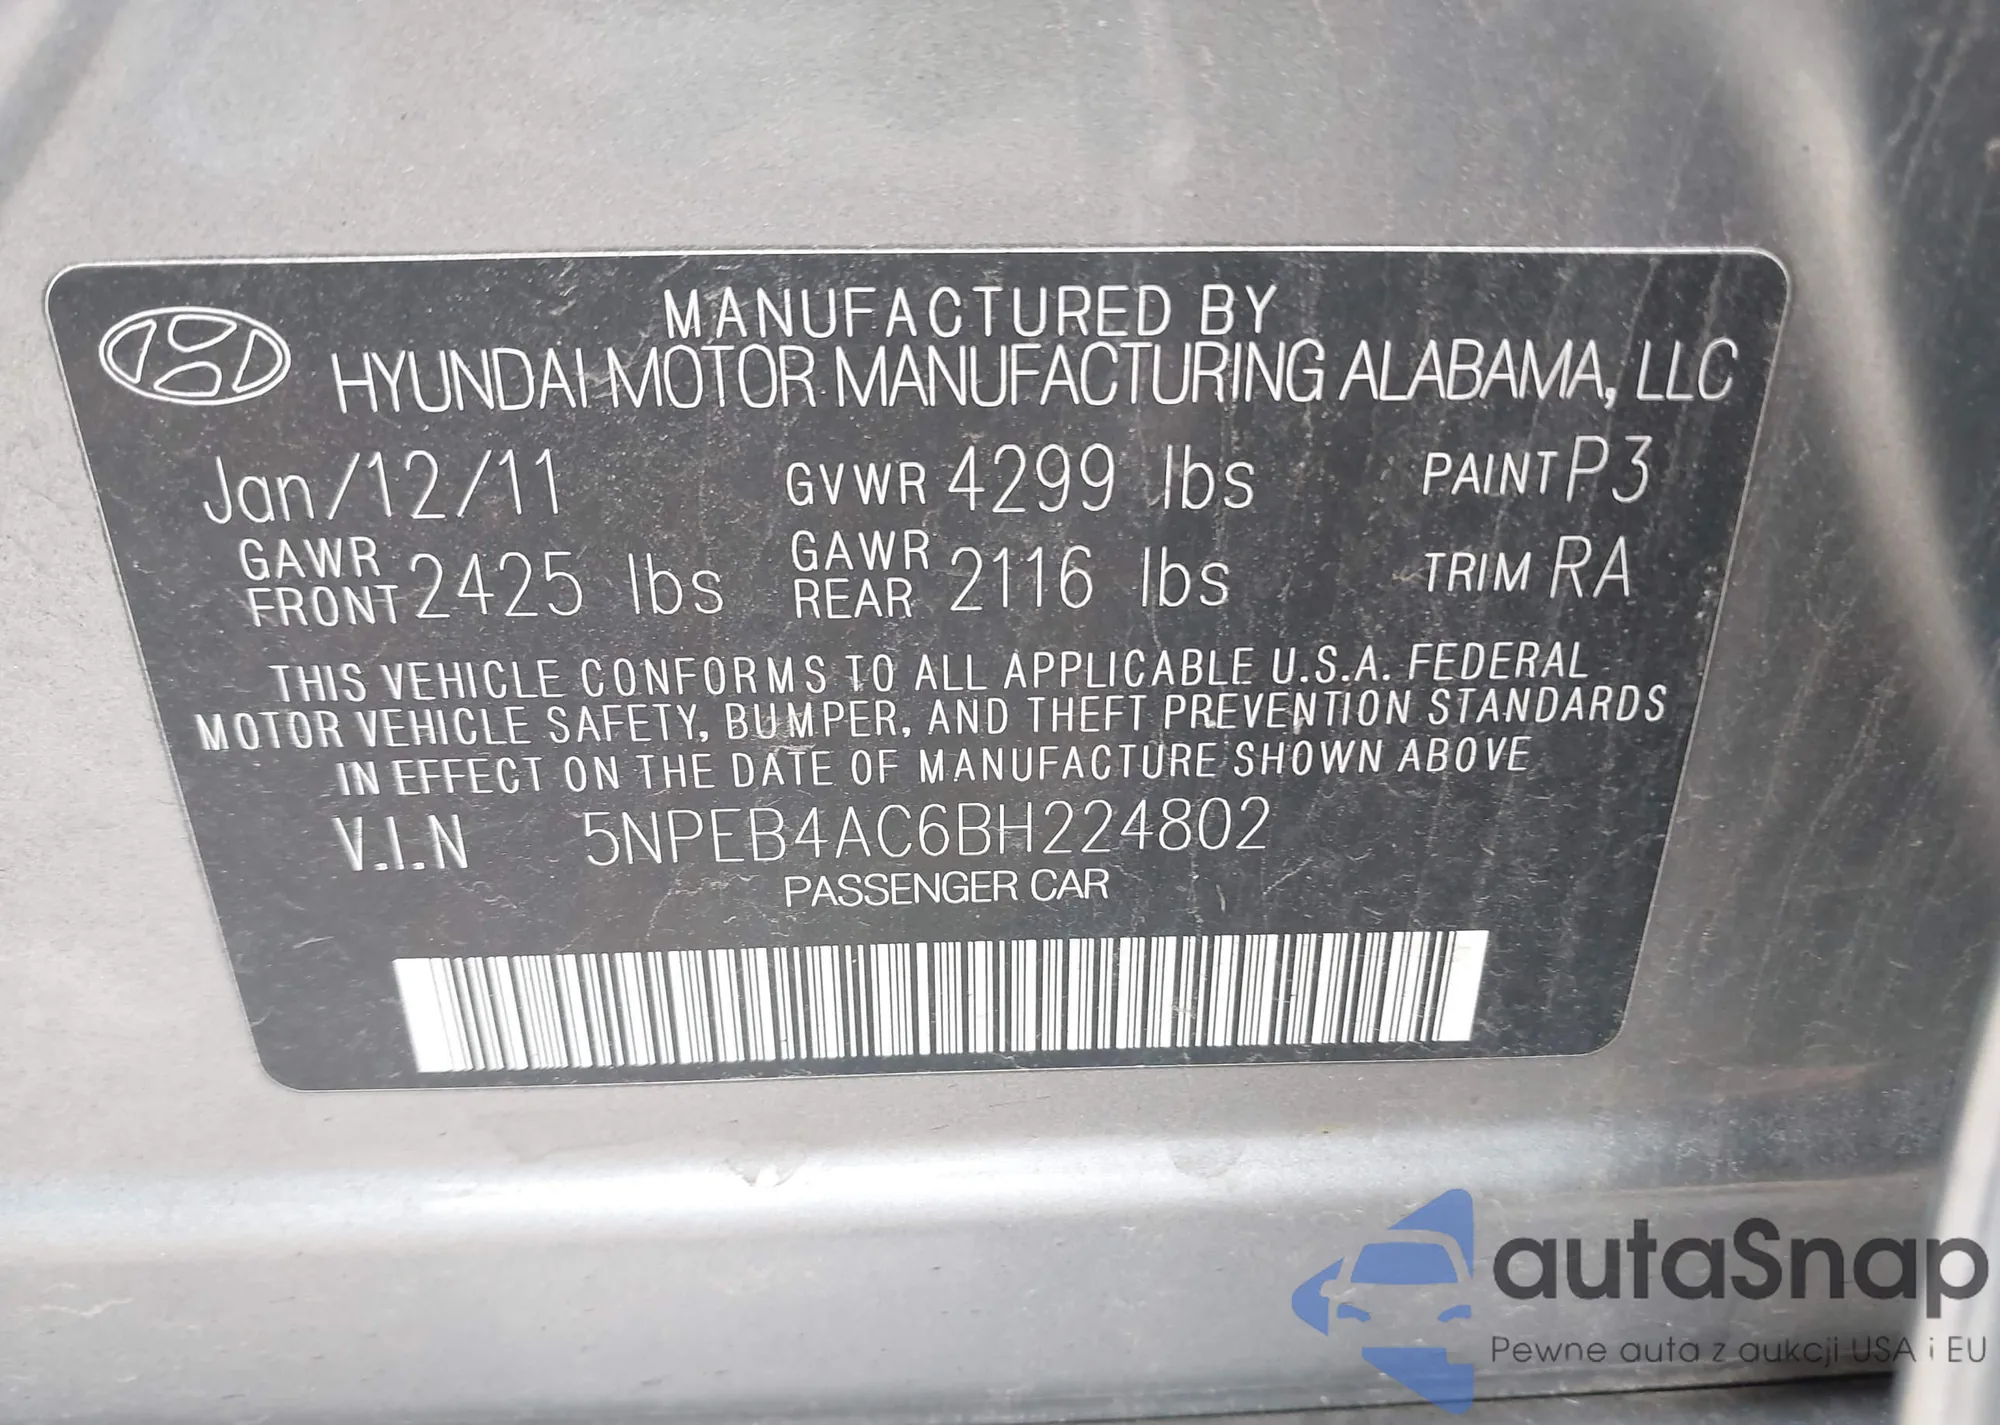 MANUFACTURED BY
HYUNDAI MOTOR MANUFACTURING ALABAMA, LLC
Jan/12/11 GVWR 4299 lbs PAINT P3
GAWR FRONT 2425 lbs GAWR REAR 2116 lbs TRIM RA
THIS VEHICLE CONFORMS TO ALL APPLICABLE U.S.A. FEDERAL
MOTOR VEHICLE SAFETY, BUMPER, AND THEFT PREVENTION STANDARDS
IN EFFECT ON THE DATE OF MANUFACTURE SHOWN ABOVE
V.I.N 5NPEB4AC6BH224802
PASSENGER CAR
autaSnap
Pewne auta z aukcji USA i EU